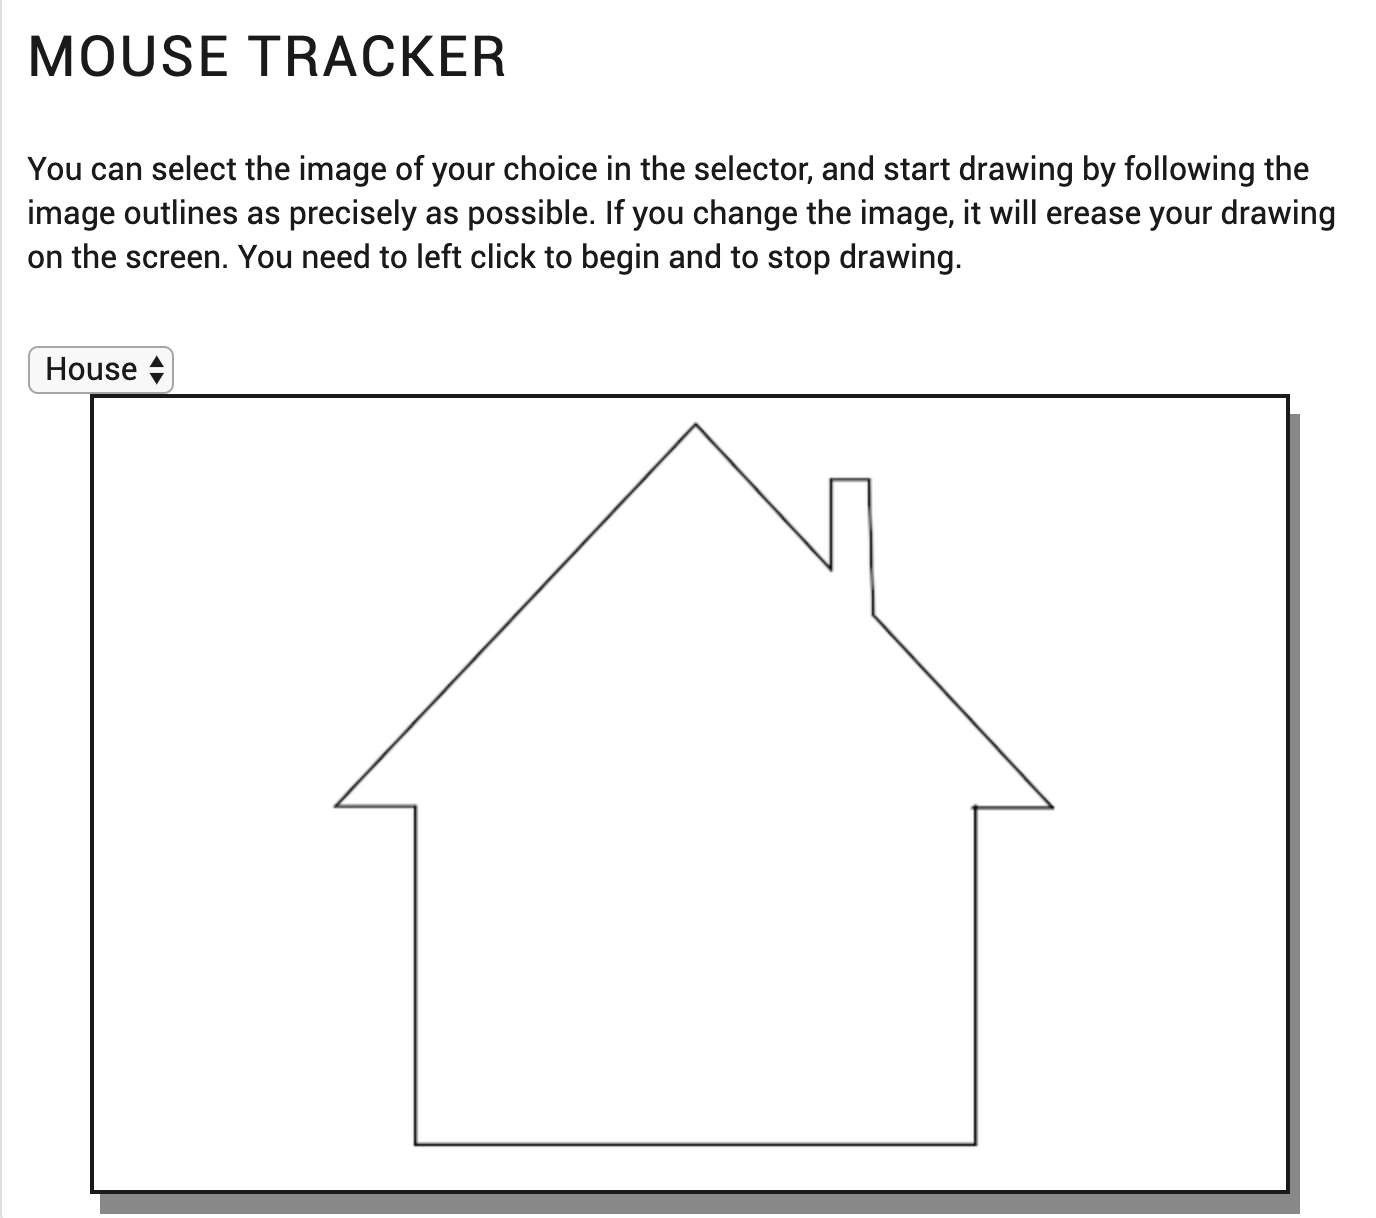 MOUSE TRACKER
You can select the image of your choice in the selector, and start drawing by following the
image outlines as precisely as possible. If you change the image, it will erease your drawing
on the screen. You need to left click to begin and to stop drawing.
House